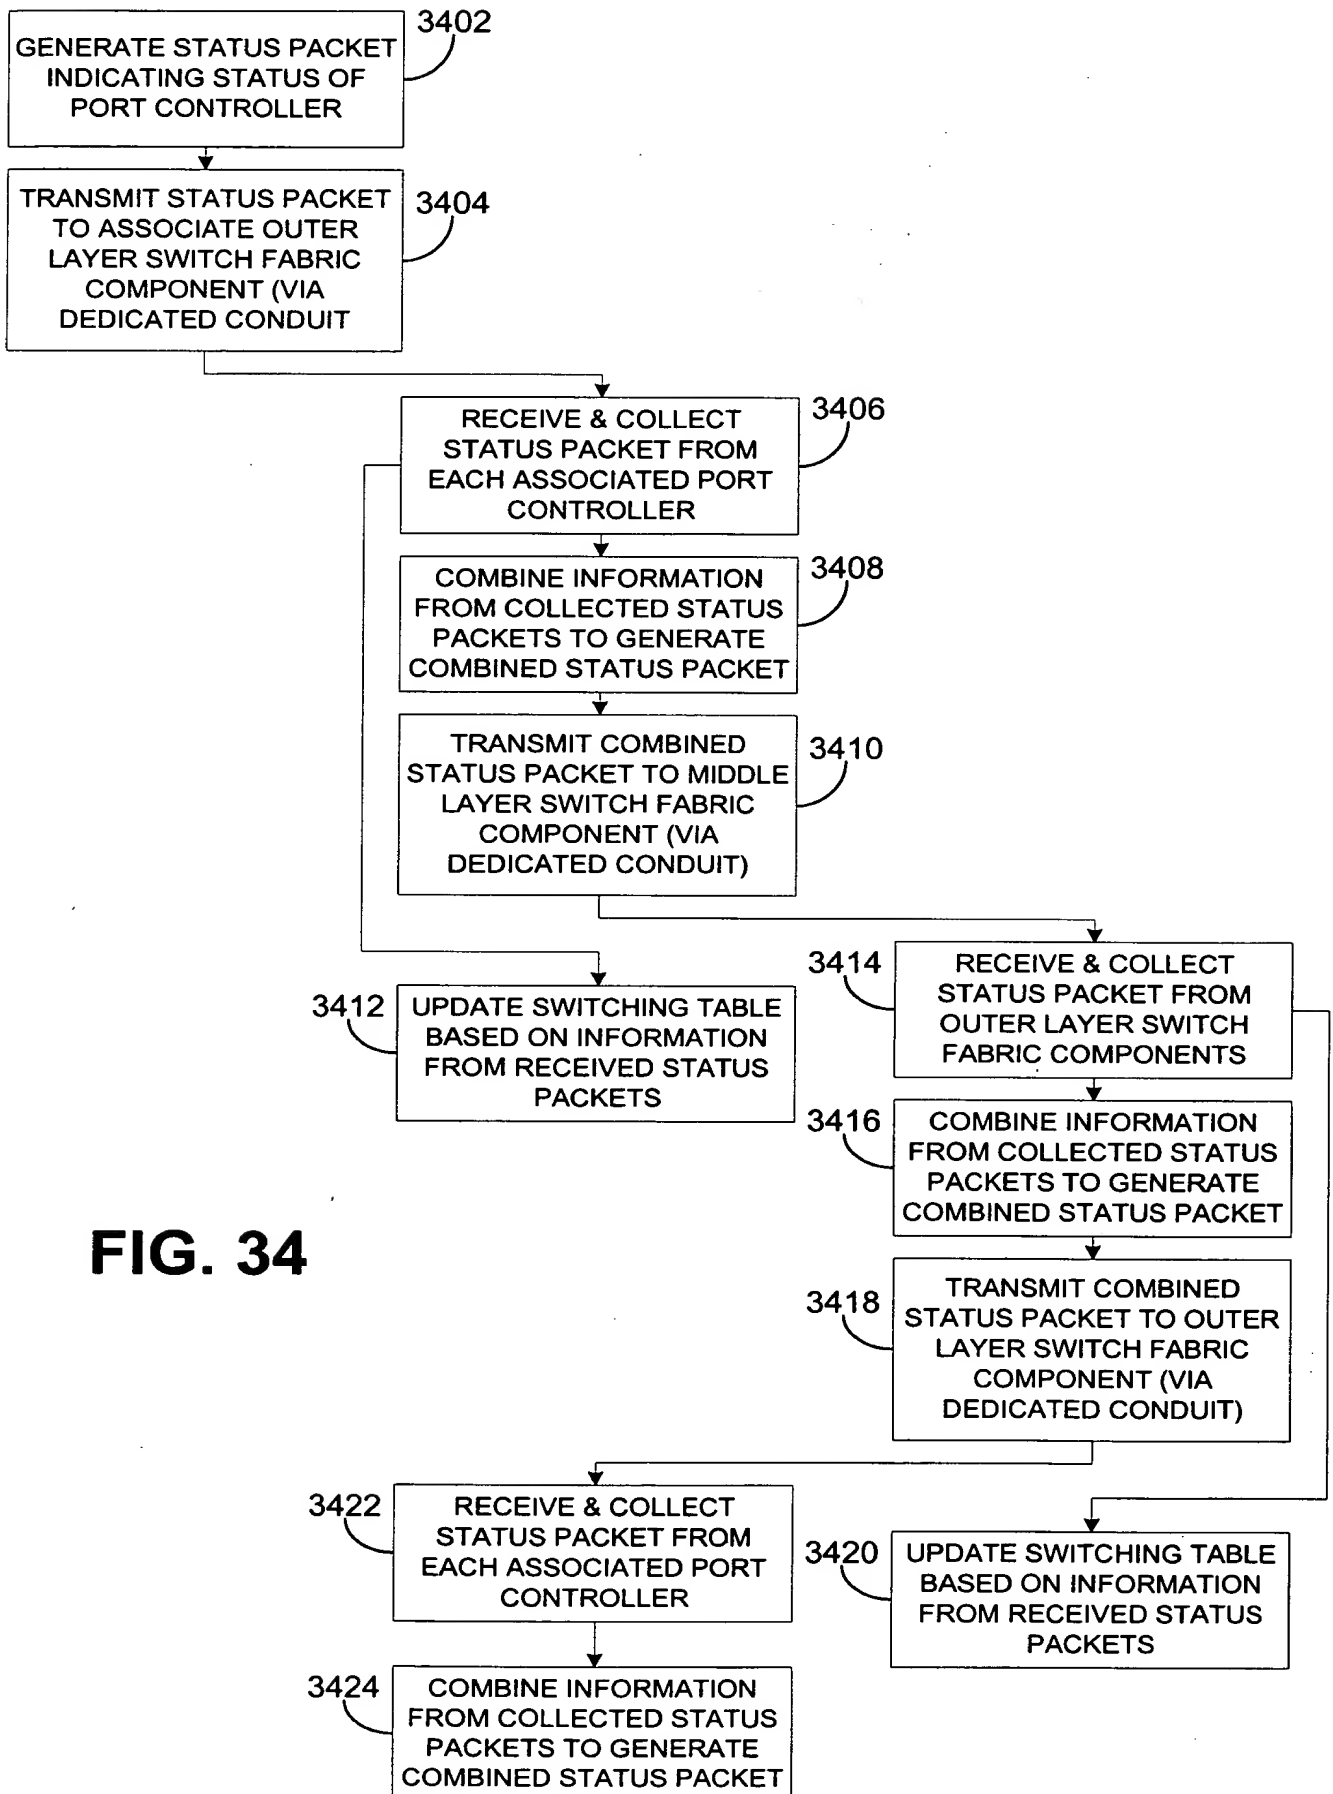 3402
GENERATE STATUS PACKET
INDICATING STATUS OF
PORT CONTROLLER
3404
TRANSMIT STATUS PACKET
TO ASSOCIATE OUTER
LAYER SWITCH FABRIC
COMPONENT (VIA
DEDICATED CONDUIT
3406
RECEIVE & COLLECT
STATUS PACKET FROM
EACH ASSOCIATED PORT
CONTROLLER
3408
COMBINE INFORMATION
FROM COLLECTED STATUS
PACKETS TO GENERATE
COMBINED STATUS PACKET
3410
TRANSMIT COMBINED
STATUS PACKET TO MIDDLE
LAYER SWITCH FABRIC
COMPONENT (VIA
DEDICATED CONDUIT)
3412
UPDATE SWITCHING TABLE
BASED ON INFORMATION
FROM RECEIVED STATUS
PACKETS
3414
RECEIVE & COLLECT
STATUS PACKET FROM
OUTER LAYER SWITCH
FABRIC COMPONENTS
3416
COMBINE INFORMATION
FROM COLLECTED STATUS
PACKETS TO GENERATE
COMBINED STATUS PACKET
FIG. 34
3418
TRANSMIT COMBINED
STATUS PACKET TO OUTER
LAYER SWITCH FABRIC
COMPONENT (VIA
DEDICATED CONDUIT)
3422
RECEIVE & COLLECT
STATUS PACKET FROM
EACH ASSOCIATED PORT
CONTROLLER
3420
UPDATE SWITCHING TABLE
BASED ON INFORMATION
FROM RECEIVED STATUS
PACKETS
3424
COMBINE INFORMATION
FROM COLLECTED STATUS
PACKETS TO GENERATE
COMBINED STATUS PACKET